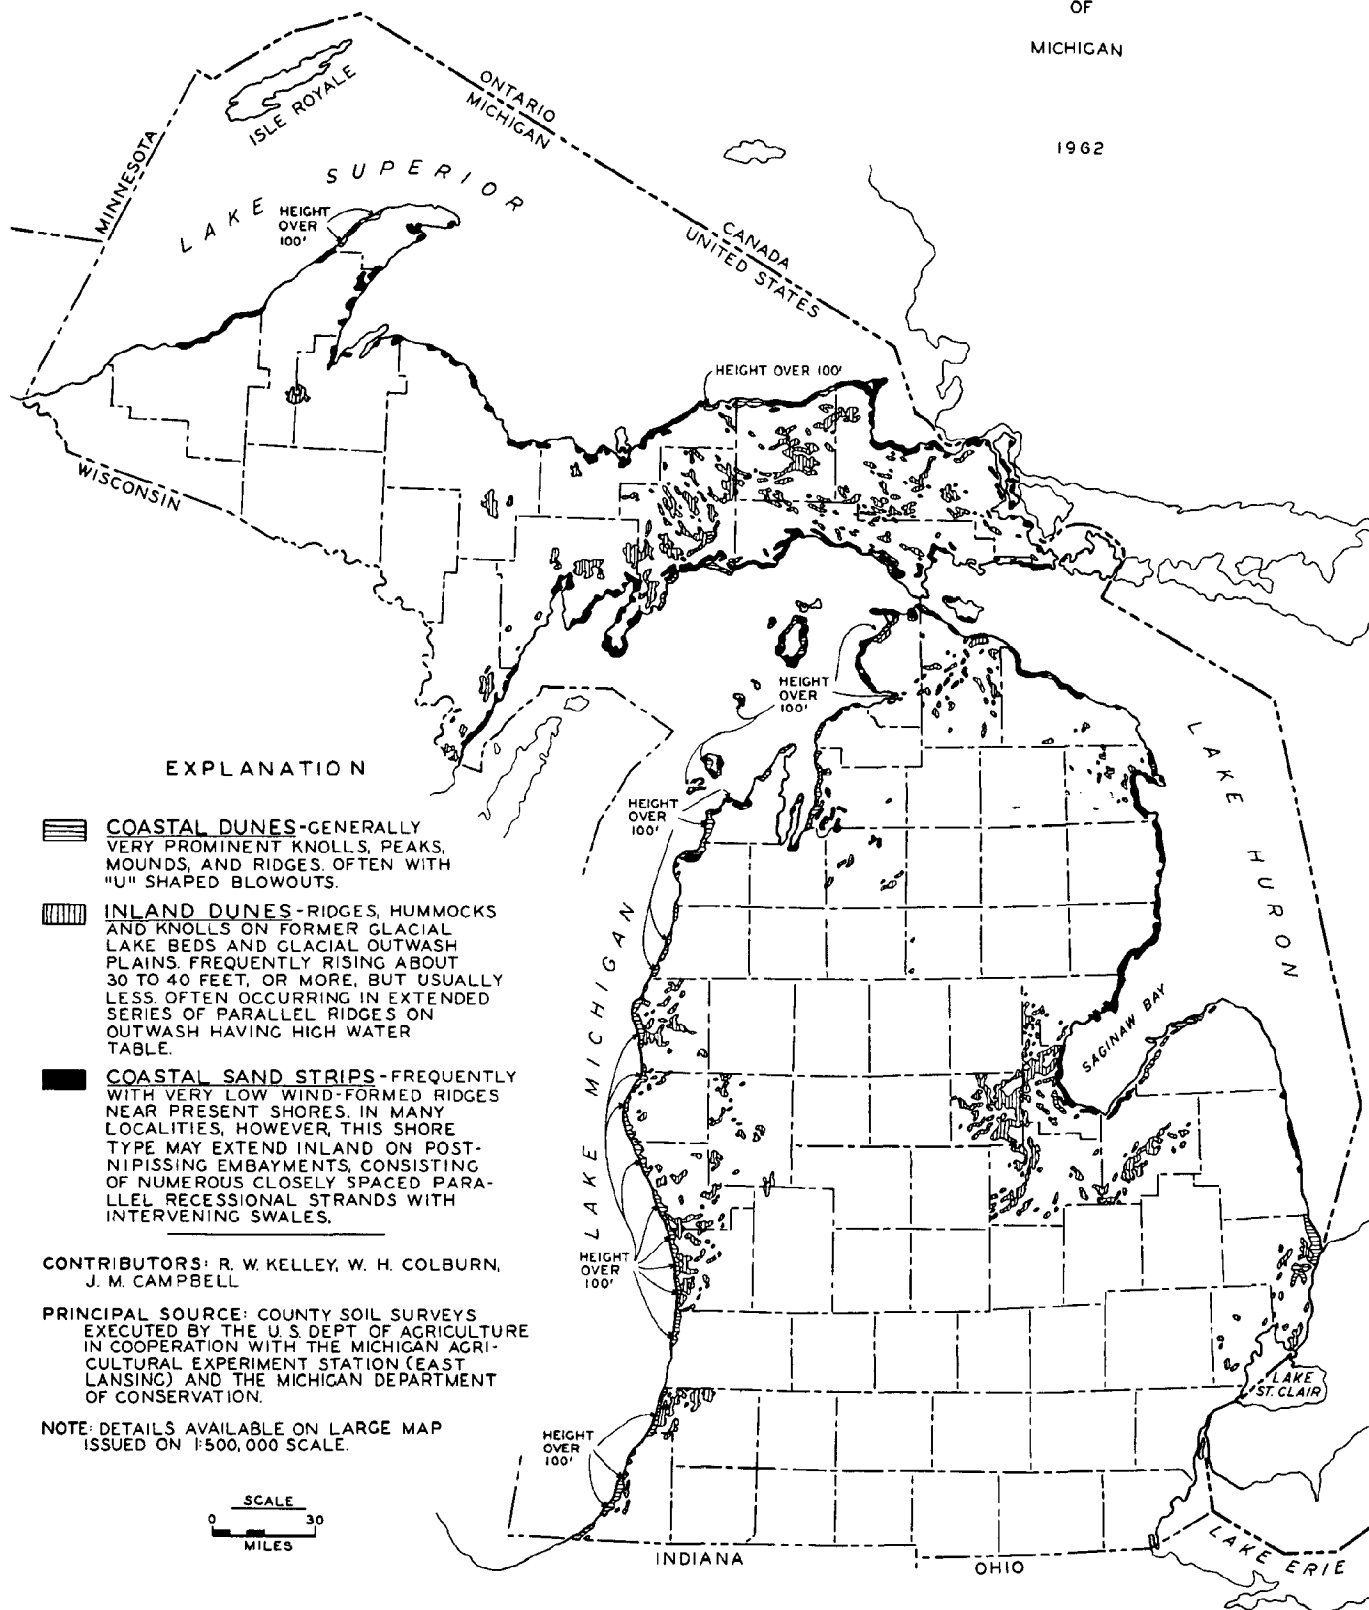 OF
MICHIGAN
1962
ISLE ROYALE
ONTARIO
MICHIGAN
MINNESOTA
LAKE SUPERIOR
HEIGHT
OVER
100'
CANADA
UNITED STATES
HEIGHT OVER 100'
WISCONSIN
HEIGHT
OVER
100'
LAKE HURON
HEIGHT
OVER
100'
LAKE MICHIGAN
SAGINAW BAY
HEIGHT
OVER
100'
LAKE
ST. CLAIR
HEIGHT
OVER
100'
INDIANA
OHIO
LAKE ERIE
EXPLANATION
COASTAL DUNES-GENERALLY
VERY PROMINENT KNOLLS, PEAKS,
MOUNDS, AND RIDGES. OFTEN WITH
"U" SHAPED BLOWOUTS.
INLAND DUNES-RIDGES, HUMMOCKS
AND KNOLLS ON FORMER GLACIAL
LAKE BEDS AND GLACIAL OUTWASH
PLAINS. FREQUENTLY RISING ABOUT
30 TO 40 FEET, OR MORE, BUT USUALLY
LESS. OFTEN OCCURRING IN EXTENDED
SERIES OF PARALLEL RIDGES ON
OUTWASH HAVING HIGH WATER
TABLE.
COASTAL SAND STRIPS-FREQUENTLY
WITH VERY LOW WIND-FORMED RIDGES
NEAR PRESENT SHORES. IN MANY
LOCALITIES, HOWEVER, THIS SHORE
TYPE MAY EXTEND INLAND ON POST-
NIPISSING EMBAYMENTS, CONSISTING
OF NUMEROUS CLOSELY SPACED PARA-
LLEL RECESSIONAL STRANDS WITH
INTERVENING SWALES.
CONTRIBUTORS: R. W. KELLEY, W. H. COLBURN,
J. M. CAMPBELL
PRINCIPAL SOURCE: COUNTY SOIL SURVEYS
EXECUTED BY THE U. S. DEPT OF AGRICULTURE
IN COOPERATION WITH THE MICHIGAN AGRI-
CULTURAL EXPERIMENT STATION (EAST
LANSING) AND THE MICHIGAN DEPARTMENT
OF CONSERVATION.
NOTE: DETAILS AVAILABLE ON LARGE MAP
ISSUED ON 1:500,000 SCALE.
SCALE
0 30
MILES